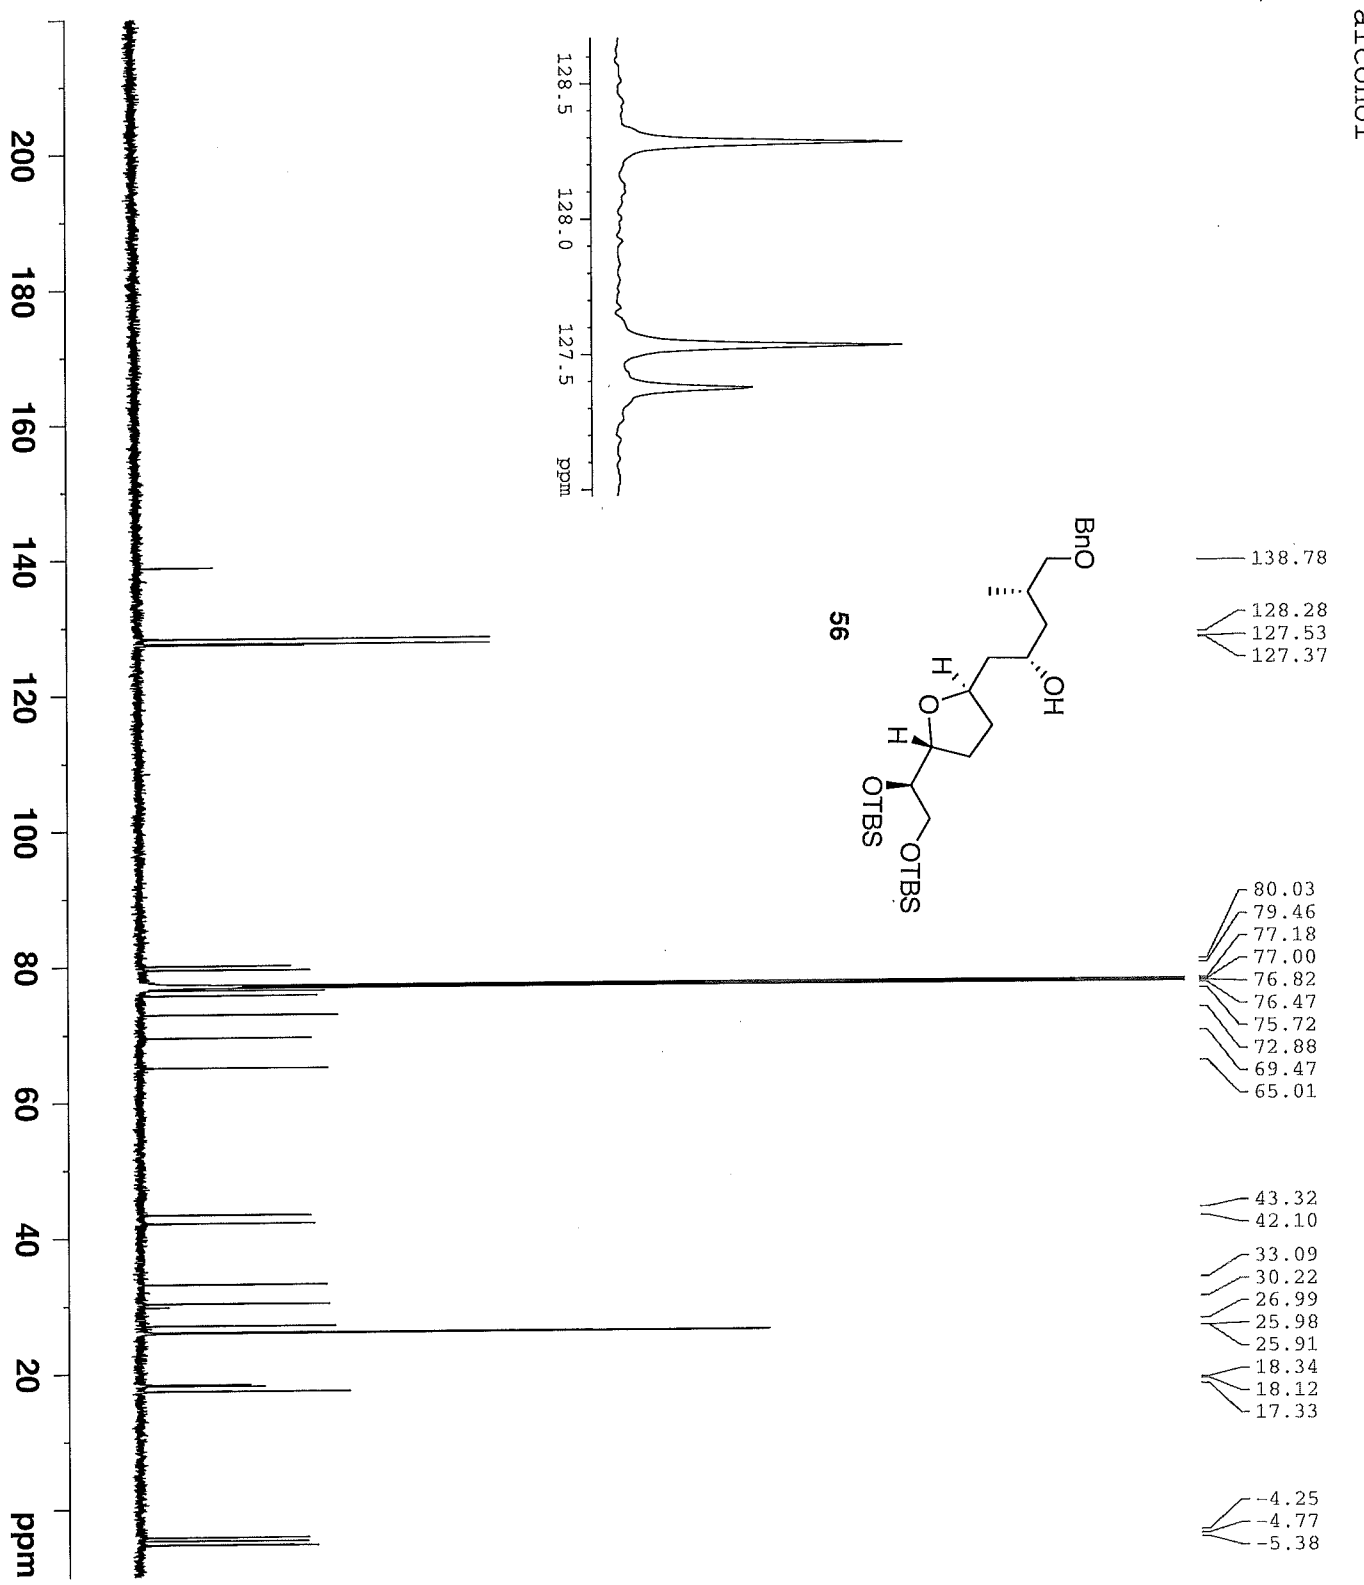 alcohol
138.78
128.28
127.53
127.37
80.03
79.46
77.18
77.00
76.82
76.47
75.72
72.88
69.47
65.01
43.32
42.10
33.09
30.22
26.99
25.98
25.91
18.34
18.12
17.33
-4.25
-4.77
-5.38
BnO
OH
H
O
H
OTBS
OTBS
56
128.5 128.0 127.5 ppm
200 180 160 140 120 100 80 60 40 20 ppm